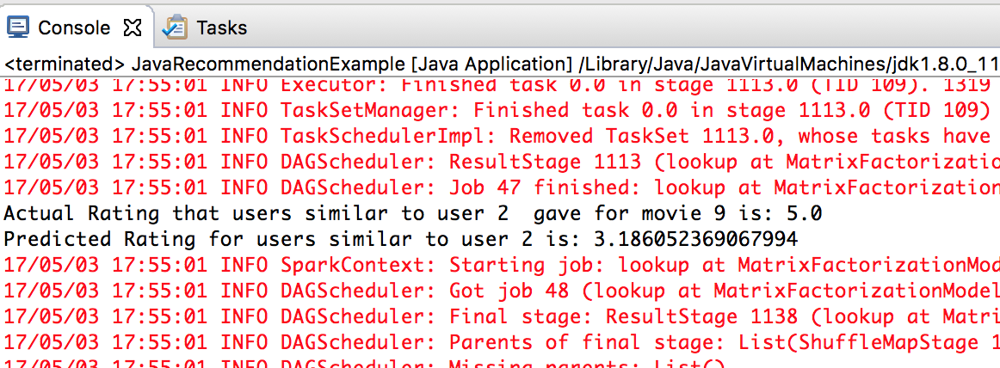 Console Tasks
<terminated> JavaRecommendationExample [Java Application] /Library/Java/JavaVirtualMachines/jdk1.8.0_11
17/05/03 17:55:01 INFO Executor: Finished task 0.0 in stage 1113.0 (TID 109). 1319
17/05/03 17:55:01 INFO TaskSetManager: Finished task 0.0 in stage 1113.0 (TID 109)
17/05/03 17:55:01 INFO TaskSchedulerImpl: Removed TaskSet 1113.0, whose tasks have
17/05/03 17:55:01 INFO DAGScheduler: ResultStage 1113 (lookup at MatrixFactorizatio
17/05/03 17:55:01 INFO DAGScheduler: Job 47 finished: lookup at MatrixFactorization
Actual Rating that users similar to user 2  gave for movie 9 is: 5.0
Predicted Rating for users similar to user 2 is: 3.186052369067994
17/05/03 17:55:01 INFO SparkContext: Starting job: lookup at MatrixFactorizationMod
17/05/03 17:55:01 INFO DAGScheduler: Got job 48 (lookup at MatrixFactorizationModel
17/05/03 17:55:01 INFO DAGScheduler: Final stage: ResultStage 1138 (lookup at Matri
17/05/03 17:55:01 INFO DAGScheduler: Parents of final stage: List(ShuffleMapStage 1
17/05/03 17:55:01 INFO DAGScheduler: Missing parents: List()